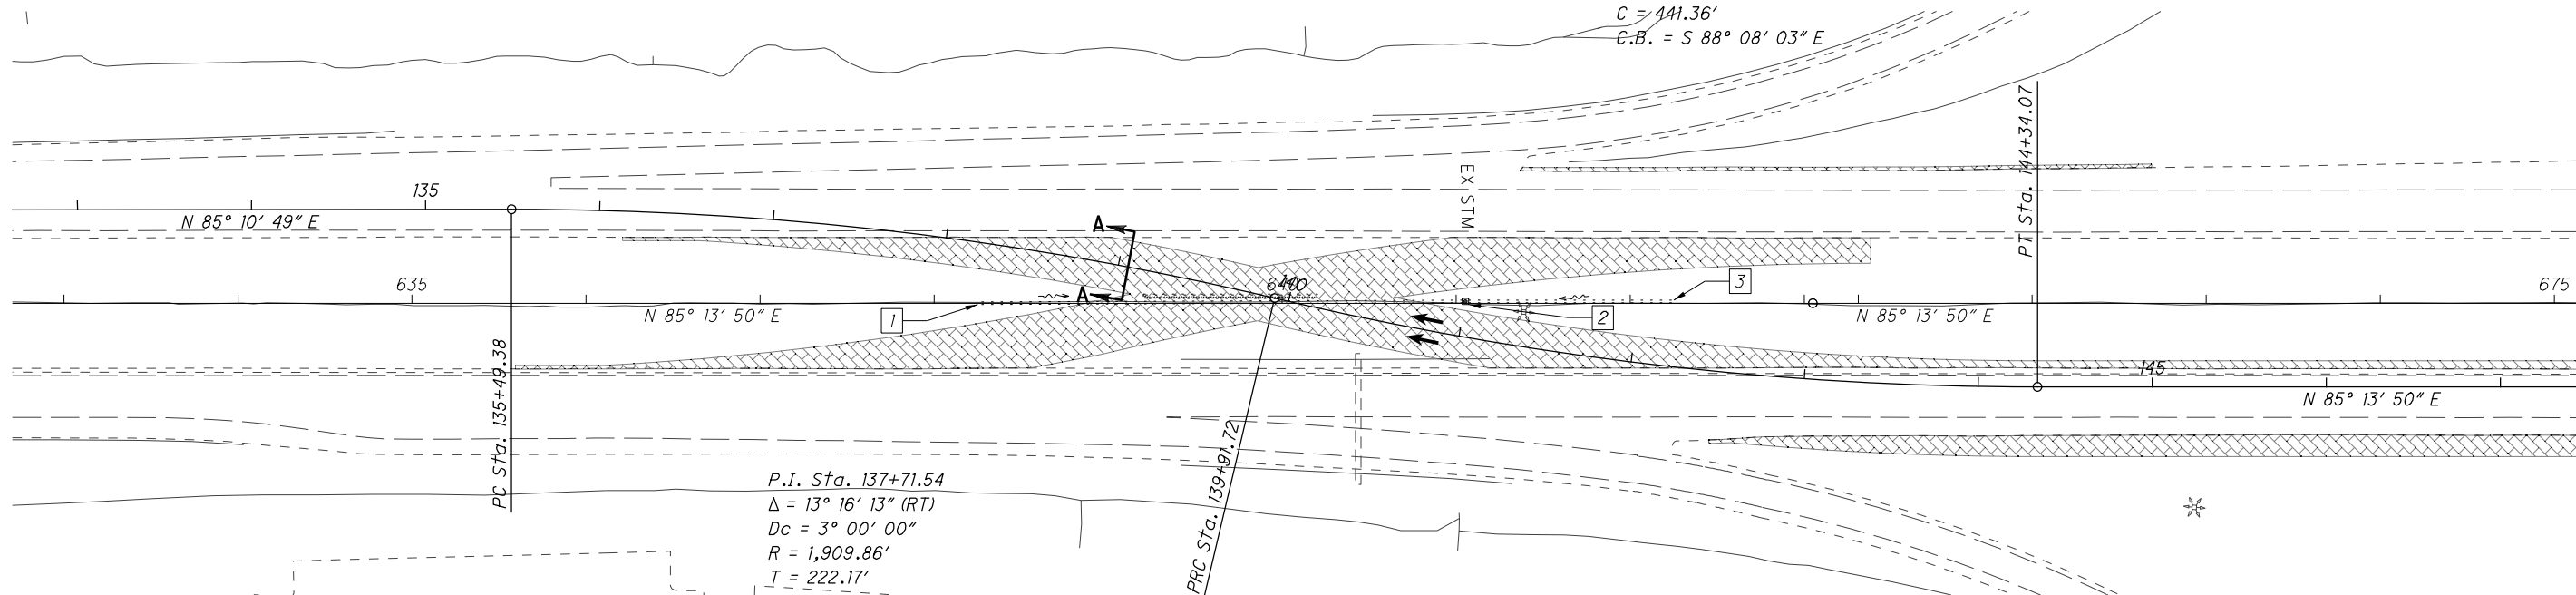 C = 441.36'
C.B. = S 88° 08' 03" E
PT Sta. 144+34.07
EX STM
135
N 85° 10' 49" E
A
A
635
640
3
675
N 85° 13' 50" E
1
2
N 85° 13' 50" E
PC Sta. 135+49.38
145
N 85° 13' 50" E
PRC Sta. 139+91.72
P.I. Sta. 137+71.54
Δ = 13° 16' 13" (RT)
Dc = 3° 00' 00"
R = 1,909.86'
T = 222.17'